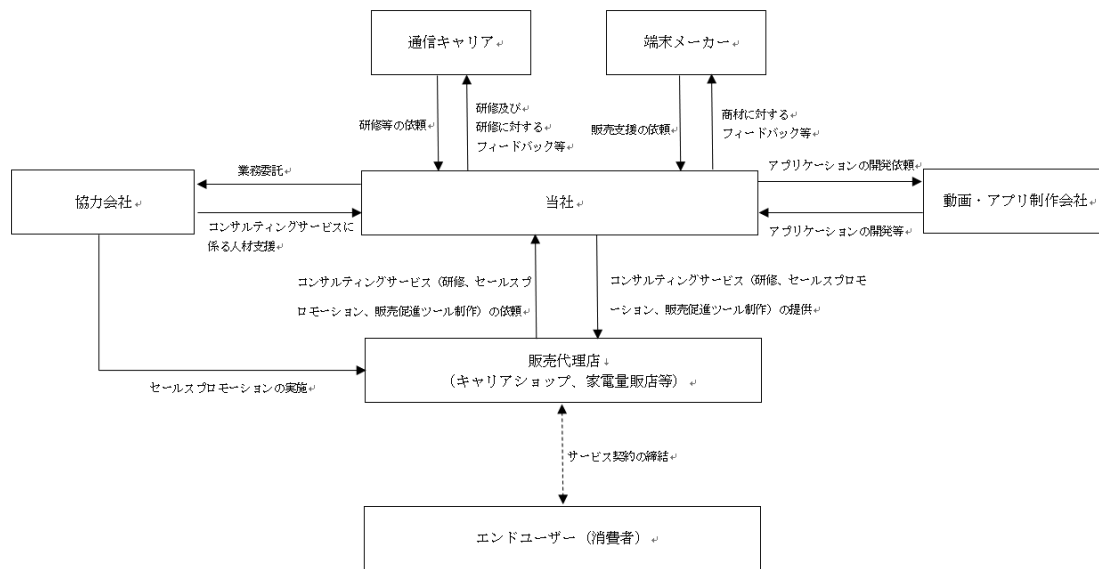 通信キャリア
端末メーカー
研修等の依頼
研修及び
研修に対する
フィードバック等
販売支援の依頼
商材に対する
フィードバック等
業務委託
アプリケーションの開発依頼
協力会社
当社
動画・アプリ制作会社
コンサルティングサービスに
係る人材支援
アプリケーションの開発等
コンサルティングサービス（研修、セールスプ
ロモーション、販売促進ツール制作）の依頼
コンサルティングサービス（研修、セールスプロモ
ーション、販売促進ツール制作）の提供
販売代理店
（キャリアショップ、家電量販店等）
セールスプロモーションの実施
サービス契約の締結
エンドユーザー（消費者）